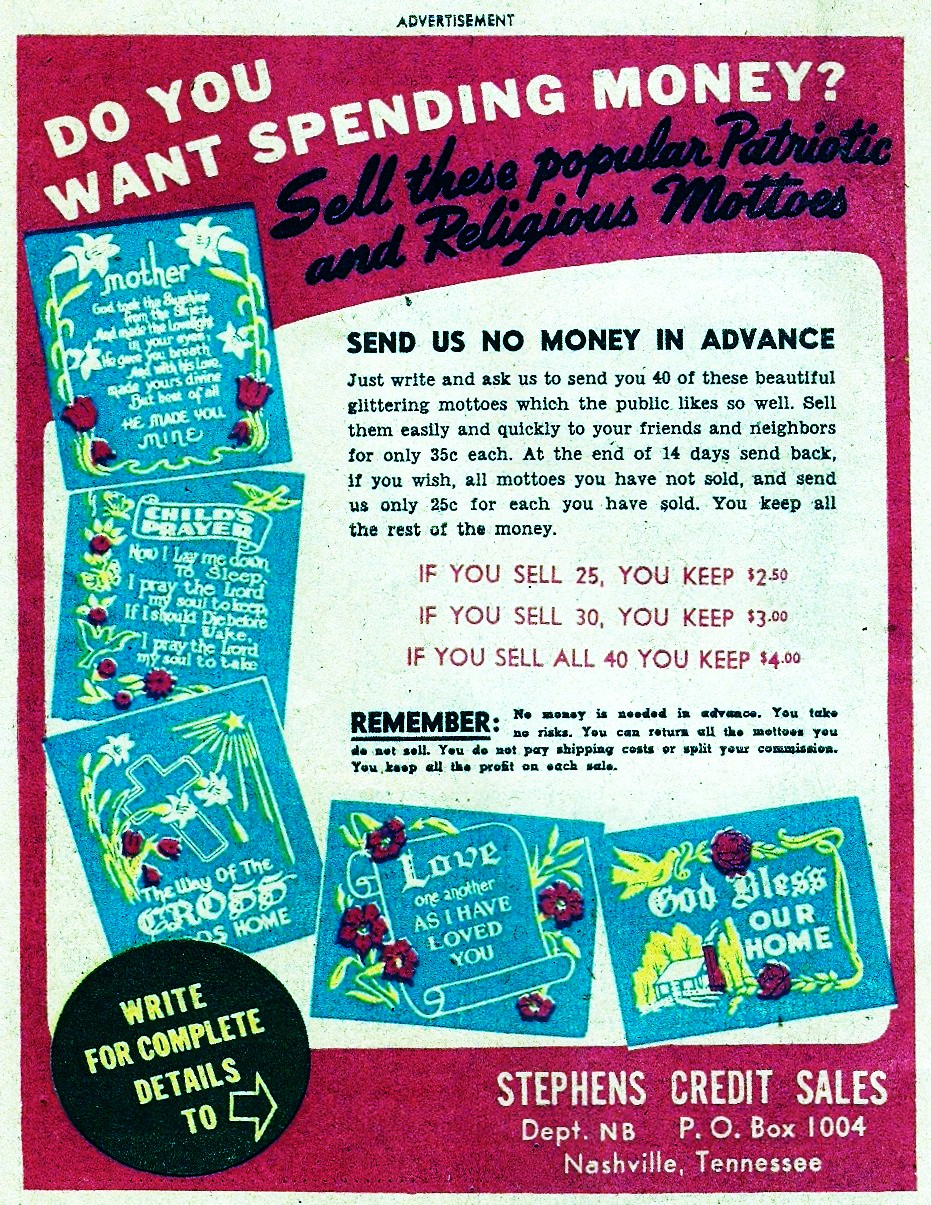 ADVERTISEMENT
DO YOU
WANT SPENDING MONEY?
Sell these popular Patriotic
and Religious Mottoes
mother
God took the Sunshine
from the Skies
And made the Lovelight
in your eyes;
He gave you breath
And with his Love,
made yours divine
But best of all
HE MADE YOU
MINE
SEND US NO MONEY IN ADVANCE
Just write and ask us to send you 40 of these beautiful
glittering mottoes which the public likes so well. Sell
them easily and quickly to your friends and neighbors
for only 35c each. At the end of 14 days send back,
if you wish, all mottoes you have not sold, and send
us only 25c for each you have sold. You keep all
the rest of the money.
CHILD'S
PRAYER
Now I Lay me down
To Sleep,
I pray the Lord
my soul to keep,
If I should Die before
I Wake,
I pray the Lord
my soul to take
IF YOU SELL 25, YOU KEEP $2.50
IF YOU SELL 30, YOU KEEP $3.00
IF YOU SELL ALL 40 YOU KEEP $4.00
REMEMBER: No money is needed in advance. You take
no risks. You can return all the mottoes you
do not sell. You do not pay shipping costs or split your commission.
You keep all the profit on each sale.
The Way Of The
CROSS
DS HOME
Love
one another
AS I HAVE
LOVED
YOU
God Bless
OUR
HOME
WRITE
FOR COMPLETE
DETAILS
TO
STEPHENS CREDIT SALES
Dept. NB P. O. Box 1004
Nashville, Tennessee